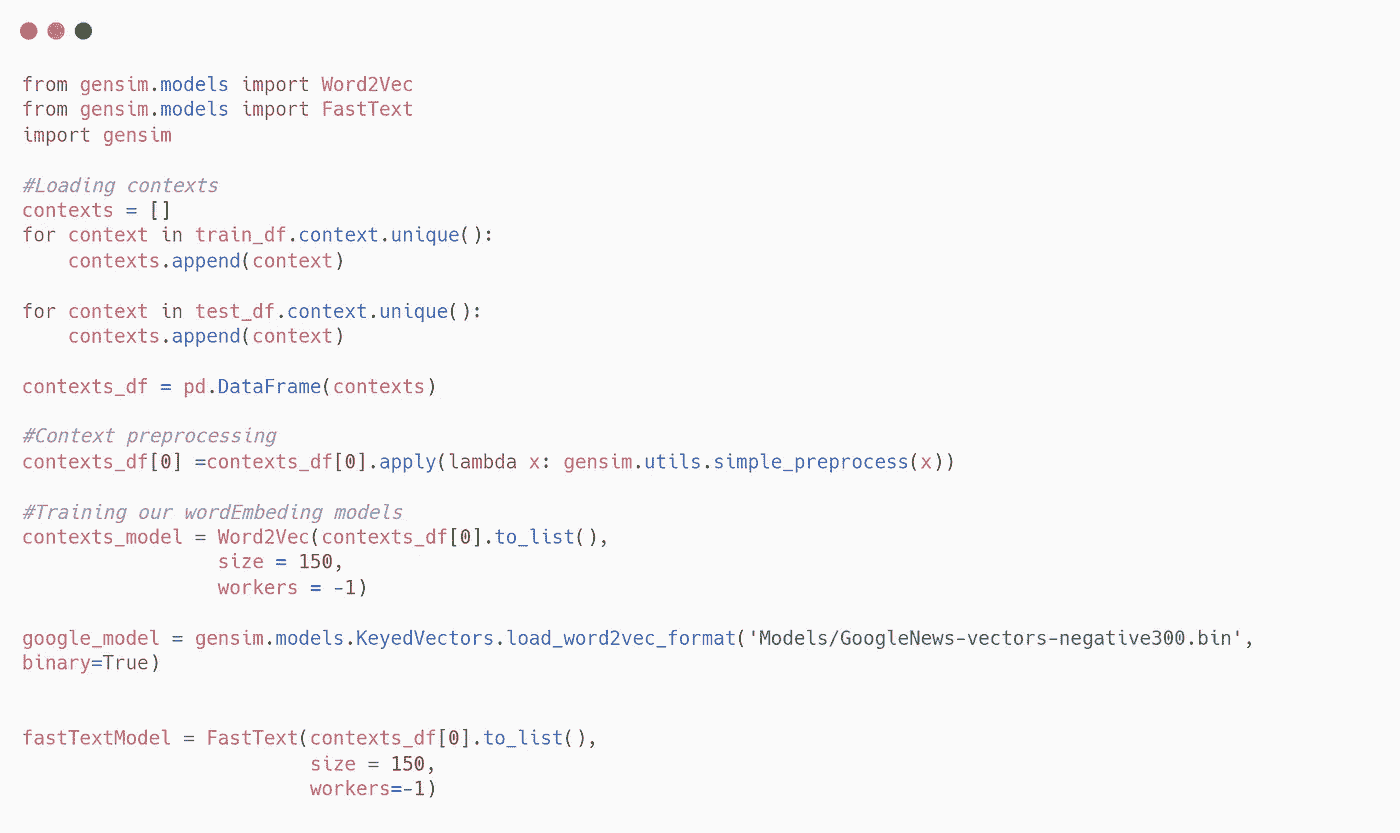 from gensim.models import Word2Vec
from gensim.models import FastText
import gensim

#Loading contexts
contexts = []
for context in train_df.context.unique():
    contexts.append(context)

for context in test_df.context.unique():
    contexts.append(context)

contexts_df = pd.DataFrame(contexts)

#Context preprocessing
contexts_df[0] =contexts_df[0].apply(lambda x: gensim.utils.simple_preprocess(x))

#Training our wordEmbeding models
contexts_model = Word2Vec(contexts_df[0].to_list(),
                 size = 150,
                 workers = -1)

google_model = gensim.models.KeyedVectors.load_word2vec_format('Models/GoogleNews-vectors-negative300.bin',
binary=True)


fastTextModel = FastText(contexts_df[0].to_list(),
                         size = 150,
                         workers=-1)